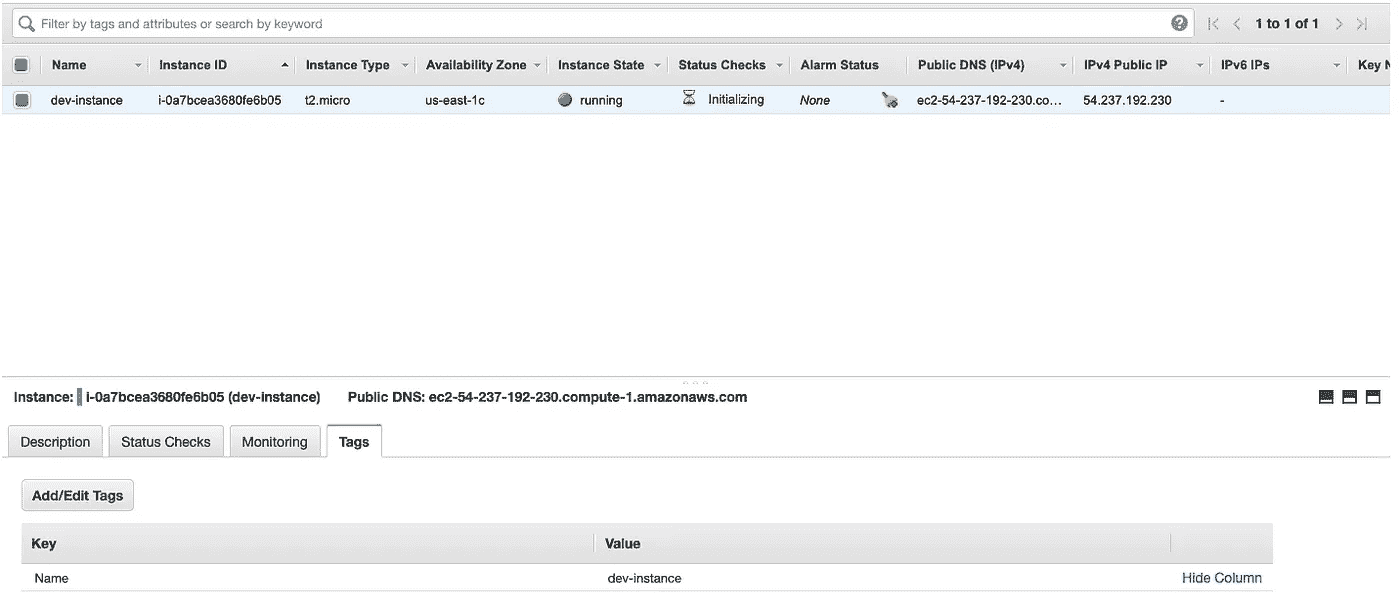 Filter by tags and attributes or search by keyword 1 to 1 of 1
Name Instance ID Instance Type Availability Zone Instance State Status Checks Alarm Status Public DNS (IPv4) IPv4 Public IP IPv6 IPs Key N
dev-instance i-0a7bcea3680fe6b05 t2.micro us-east-1c running Initializing None ec2-54-237-192-230.co… 54.237.192.230 -
Instance: i-0a7bcea3680fe6b05 (dev-instance) Public DNS: ec2-54-237-192-230.compute-1.amazonaws.com
Description Status Checks Monitoring Tags
Add/Edit Tags
Key Value
Name dev-instance Hide Column